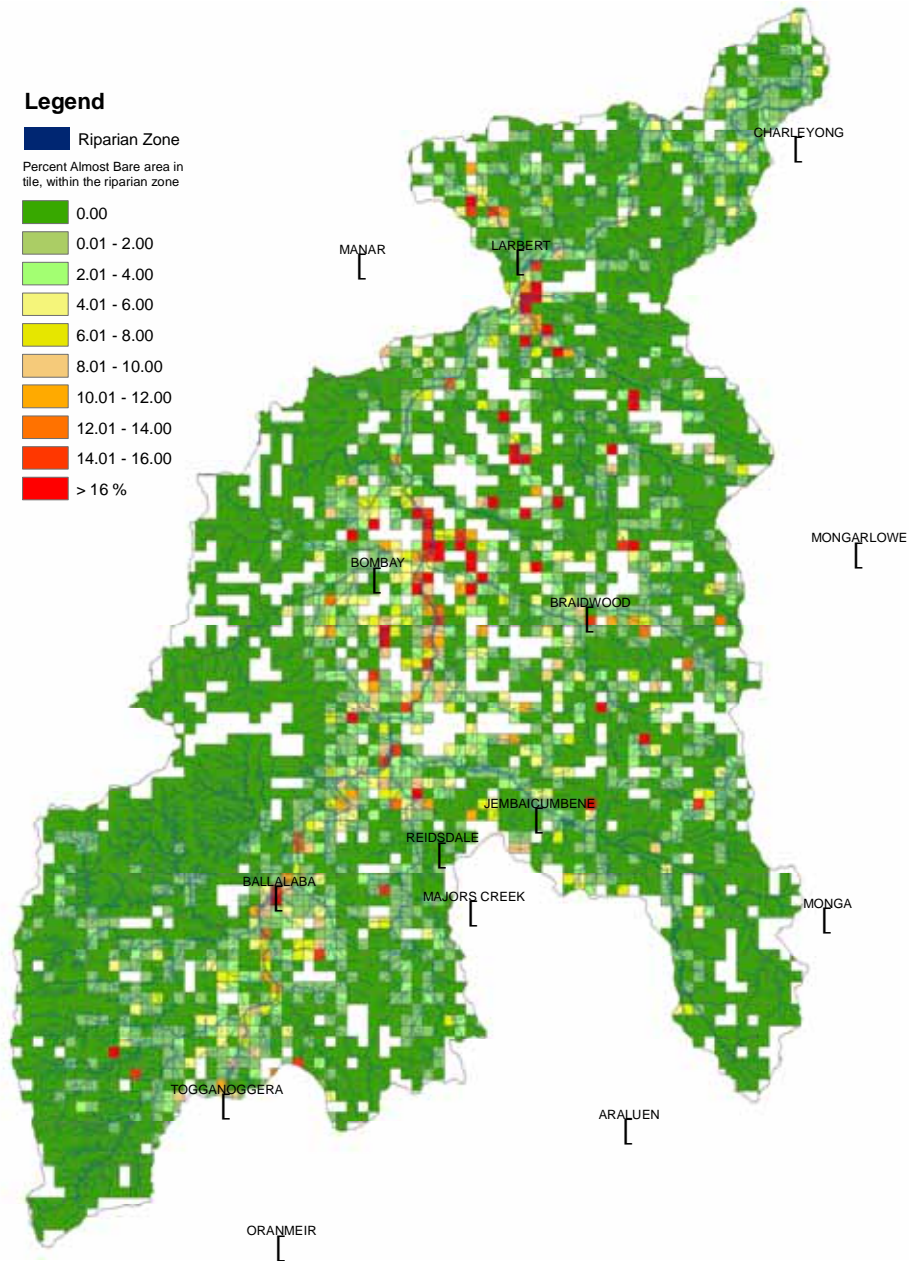 Legend
Riparian Zone
Percent Almost Bare area in
tile, within the riparian zone
0.00
0.01 - 2.00
2.01 - 4.00
4.01 - 6.00
6.01 - 8.00
8.01 - 10.00
10.01 - 12.00
12.01 - 14.00
14.01 - 16.00
> 16 %
CHARLEYONG
MANAR
LARBERT
MONGARLOWE
BOMBAY
BRAIDWOOD
JEMBAICUMBENE
REIDSDALE
BALLALABA
MAJORS CREEK
MONGA
TOGGANOGGERA
ARALUEN
ORANMEIR